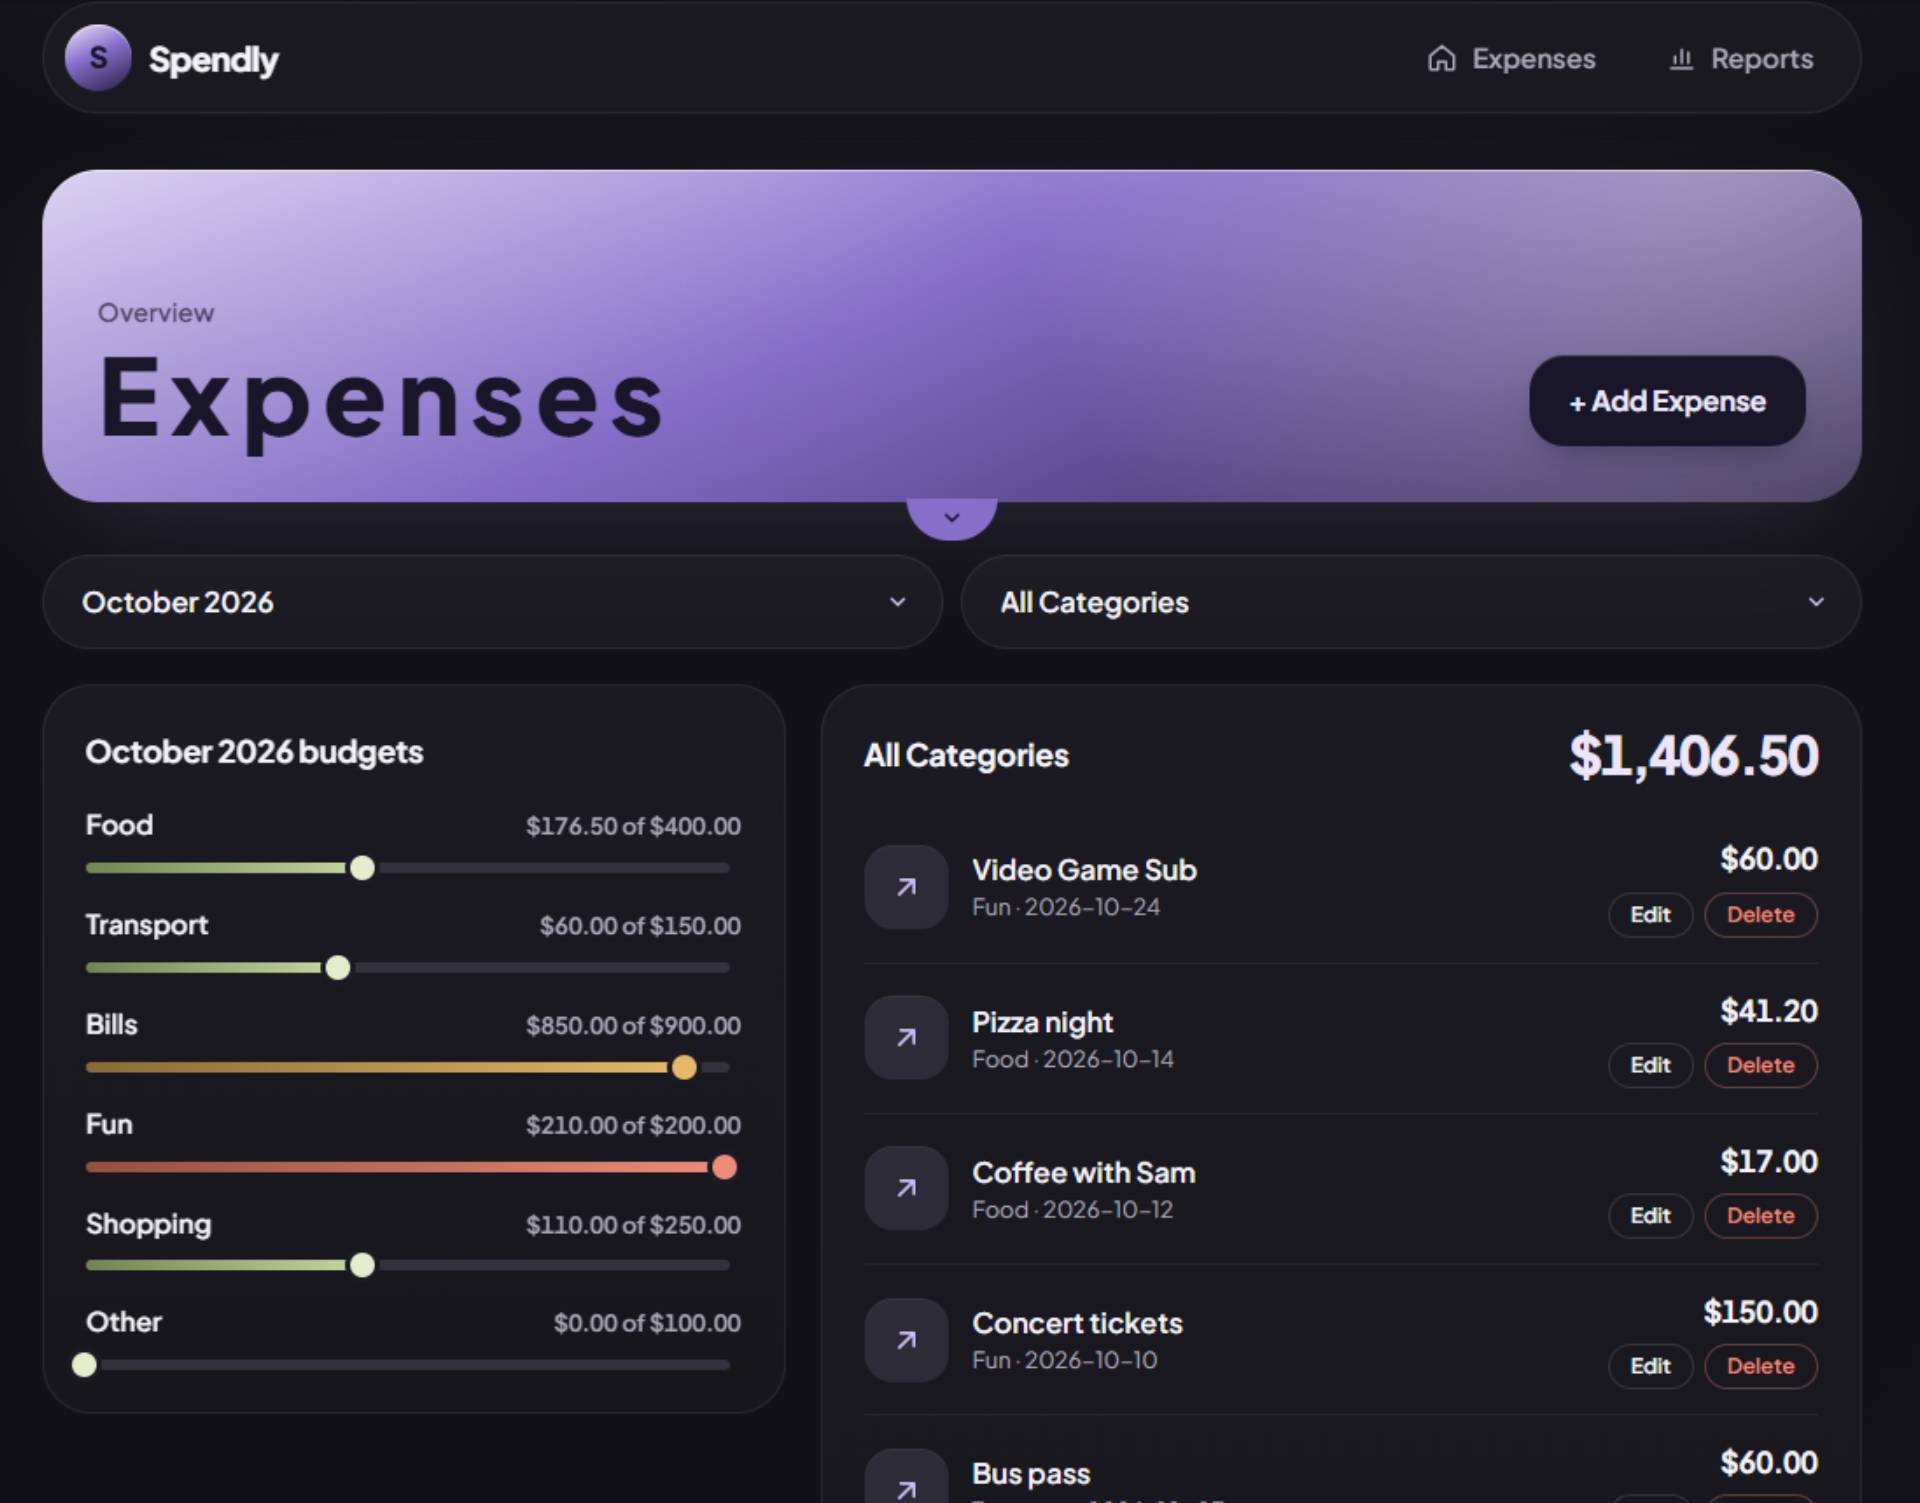 S Spendly Expenses Reports
Overview
Expenses
+ Add Expense
October 2026
All Categories
October 2026 budgets
Food $176.50 of $400.00
Transport $60.00 of $150.00
Bills $850.00 of $900.00
Fun $210.00 of $200.00
Shopping $110.00 of $250.00
Other $0.00 of $100.00
All Categories $1,406.50
Video Game Sub $60.00
Fun · 2026-10-24
Edit Delete
Pizza night $41.20
Food · 2026-10-14
Edit Delete
Coffee with Sam $17.00
Food · 2026-10-12
Edit Delete
Concert tickets $150.00
Fun · 2026-10-10
Edit Delete
Bus pass $60.00